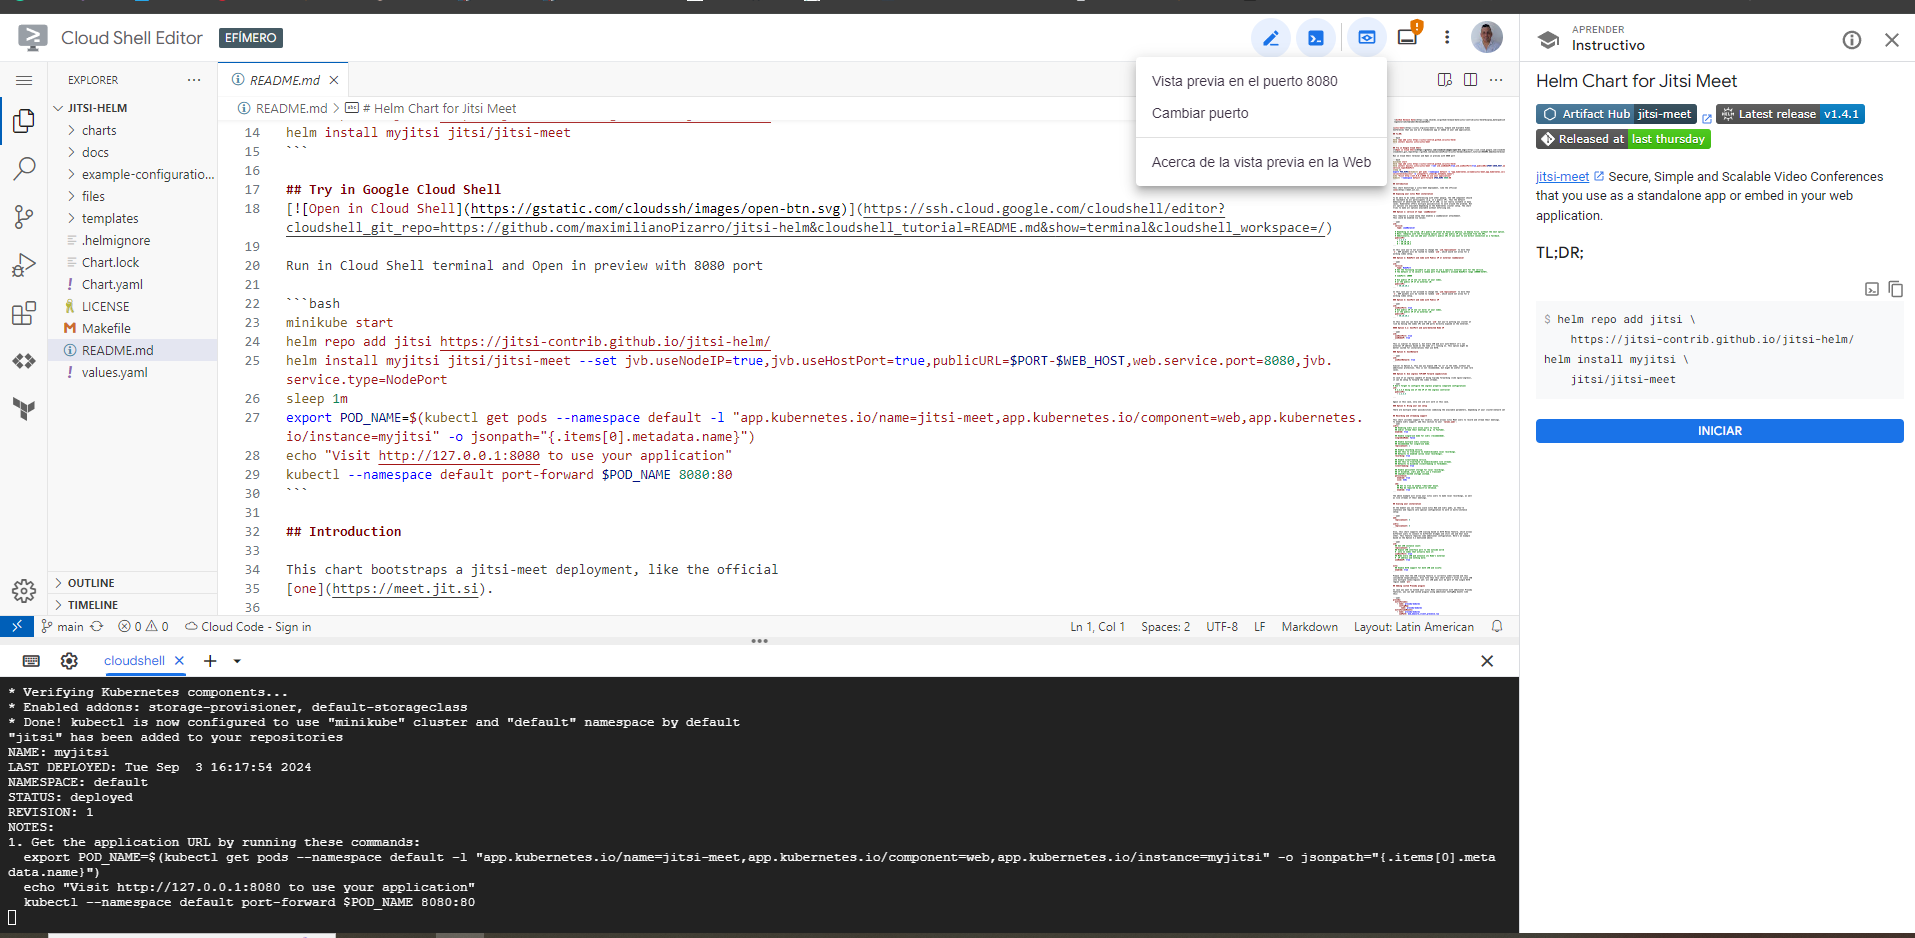 Cloud Shell Editor
EFÍMERO
Vista previa en el puerto 8080
Cambiar puerto
Acerca de la vista previa en la Web
EXPLORER
JITSI-HELM
charts
docs
example-configuratio...
files
templates
.helmignore
Chart.lock
! Chart.yaml
LICENSE
Makefile
README.md
! values.yaml
OUTLINE
TIMELINE
README.md
README.md > # Helm Chart for Jitsi Meet
14 helm install myjitsi jitsi/jitsi-meet
15 ```
16
17 ## Try in Google Cloud Shell
18 [![Open in Cloud Shell](https://gstatic.com/cloudssh/images/open-btn.svg)](https://ssh.cloud.google.com/cloudshell/editor?
cloudshell_git_repo=https://github.com/maximilianoPizarro/jitsi-helm&cloudshell_tutorial=README.md&show=terminal&cloudshell_workspace=/)
19
20 Run in Cloud Shell terminal and Open in preview with 8080 port
21
22 ```bash
23 minikube start
24 helm repo add jitsi https://jitsi-contrib.github.io/jitsi-helm/
25 helm install myjitsi jitsi/jitsi-meet --set jvb.useNodeIP=true,jvb.useHostPort=true,publicURL=$PORT-$WEB_HOST,web.service.port=8080,jvb.
service.type=NodePort
26 sleep 1m
27 export POD_NAME=$(kubectl get pods --namespace default -l "app.kubernetes.io/name=jitsi-meet,app.kubernetes.io/component=web,app.kubernetes.
io/instance=myjitsi" -o jsonpath="{.items[0].metadata.name}")
28 echo "Visit http://127.0.0.1:8080 to use your application"
29 kubectl --namespace default port-forward $POD_NAME 8080:80
30 ```
31
32 ## Introduction
33
34 This chart bootstraps a jitsi-meet deployment, like the official
35 [one](https://meet.jit.si).
36
main
0 0
Cloud Code - Sign in
Ln 1, Col 1
Spaces: 2
UTF-8
LF
Markdown
Layout: Latin American
cloudshell
* Verifying Kubernetes components...
* Enabled addons: storage-provisioner, default-storageclass
* Done! kubectl is now configured to use "minikube" cluster and "default" namespace by default
"jitsi" has been added to your repositories
NAME: myjitsi
LAST DEPLOYED: Tue Sep  3 16:17:54 2024
NAMESPACE: default
STATUS: deployed
REVISION: 1
NOTES:
1. Get the application URL by running these commands:
export POD_NAME=$(kubectl get pods --namespace default -l "app.kubernetes.io/name=jitsi-meet,app.kubernetes.io/component=web,app.kubernetes.io/instance=myjitsi" -o jsonpath="{.items[0].meta
data.name}")
echo "Visit http://127.0.0.1:8080 to use your application"
kubectl --namespace default port-forward $POD_NAME 8080:80
APRENDER
Instructivo
Helm Chart for Jitsi Meet
Artifact Hub jitsi-meet
Latest release v1.4.1
Released at last thursday
jitsi-meet Secure, Simple and Scalable Video Conferences
that you use as a standalone app or embed in your web
application.
TL;DR;
$ helm repo add jitsi \
https://jitsi-contrib.github.io/jitsi-helm/
helm install myjitsi \
jitsi/jitsi-meet
INICIAR